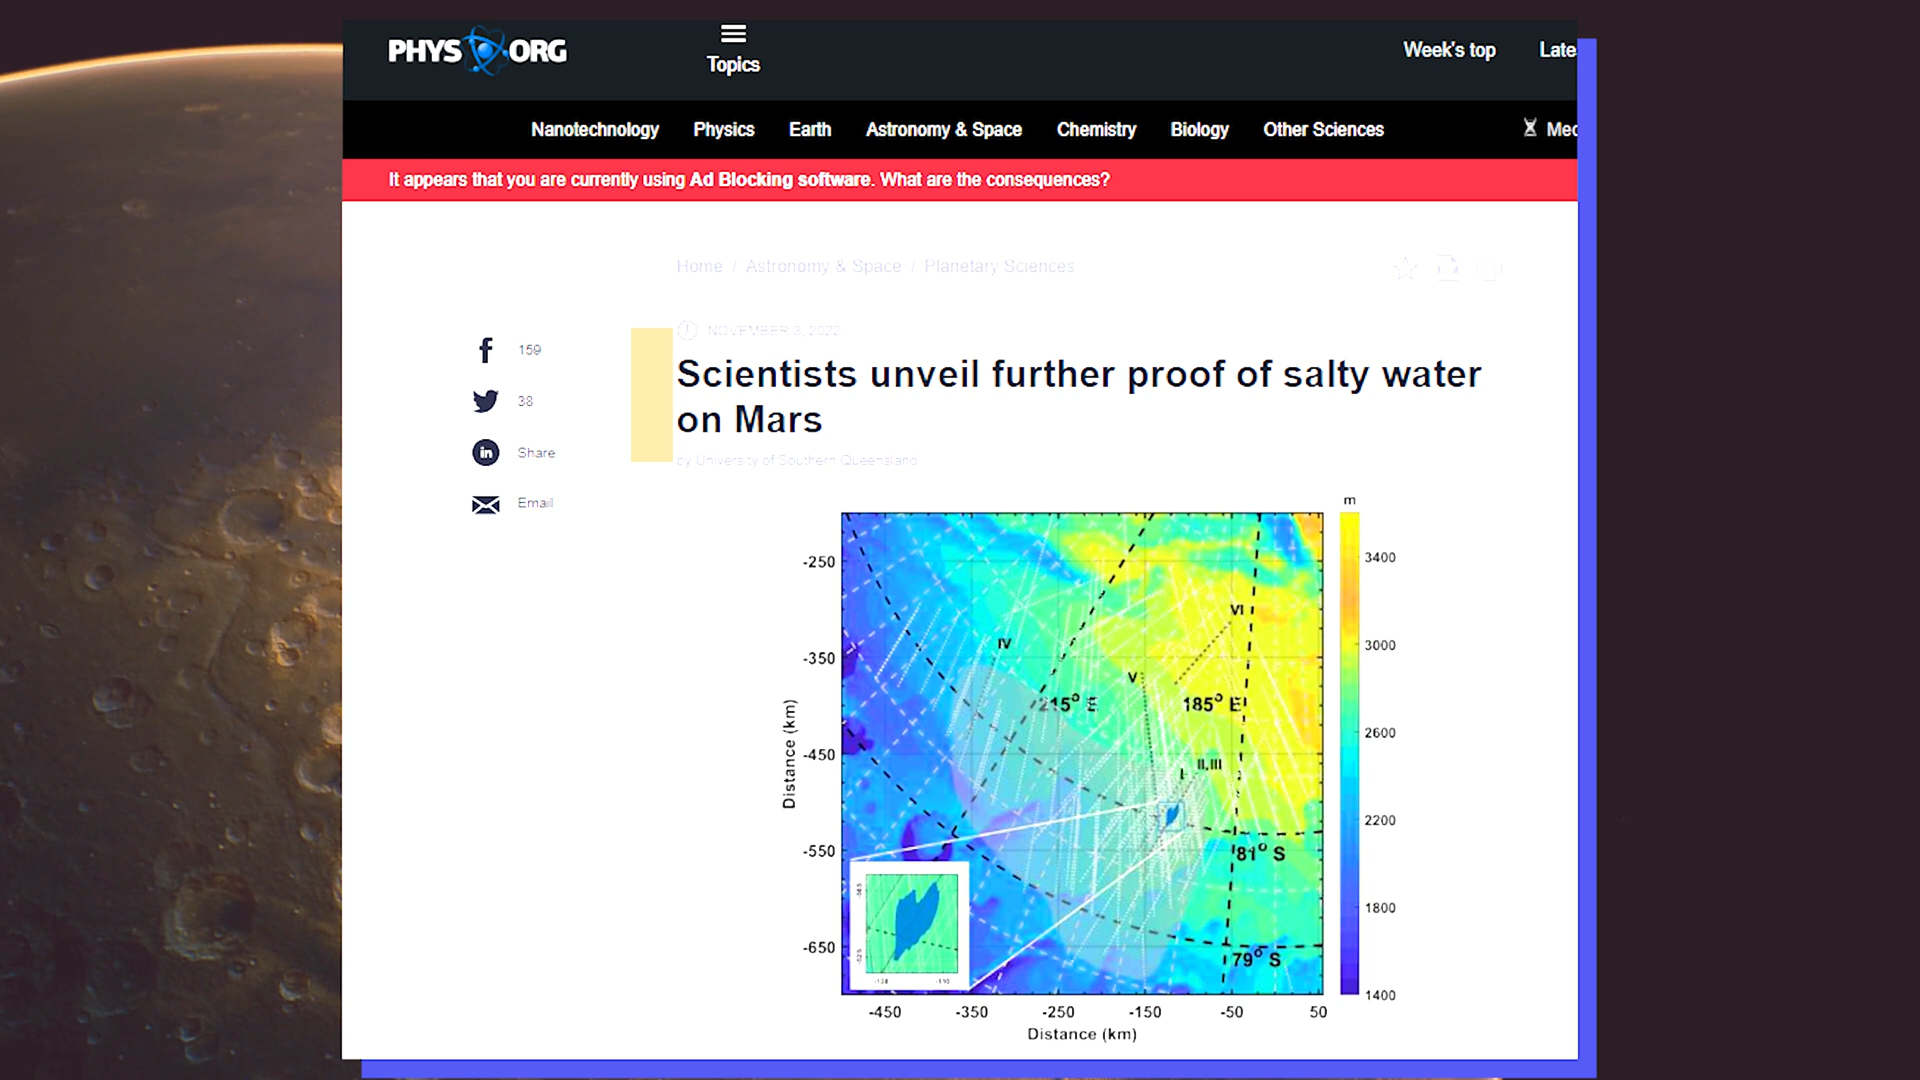 PHYS ORG
Topics
Week's top
Late
Nanotechnology
Physics
Earth
Astronomy & Space
Chemistry
Biology
Other Sciences
Med
It appears that you are currently using Ad Blocking software. What are the consequences?
Home / Astronomy & Space / Planetary Sciences
NOVEMBER 3, 2022
Scientists unveil further proof of salty water
on Mars
by University of Southern Queensland
159
38
Share
Email
m
3400
3000
2600
2200
1800
1400
-250
-350
-450
-550
-650
Distance (km)
VI
IV
V
215° E
185° E
II,III
I
81° S
79° S
-450
-350
-250
-150
-50
50
Distance (km)